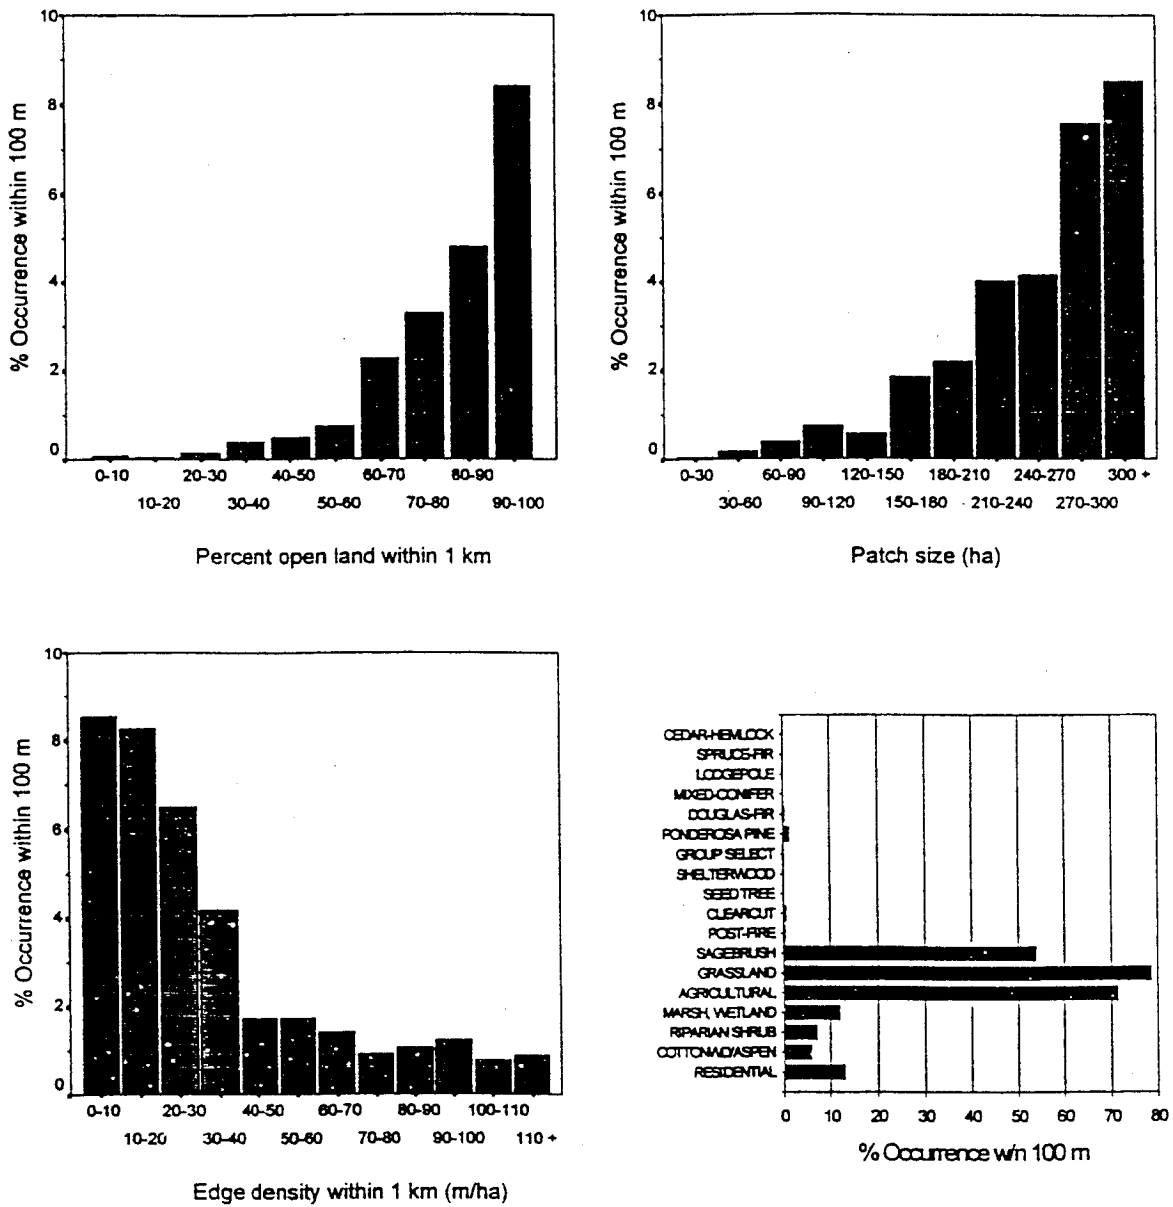 10
8
6
4
2
0
% Occurrence within 100 m
0-10 20-30 40-50 60-70 80-90
10-20 30-40 50-60 70-80 90-100
Percent open land within 1 km
10
8
6
4
2
0
% Occurrence within 100 m
0-30 60-90 120-150 180-210 240-270 300 +
30-60 90-120 150-180 210-240 270-300
Patch size (ha)
10
8
6
4
2
0
% Occurrence within 100 m
0-10 20-30 40-50 60-70 80-90 100-110
10-20 30-40 50-60 70-80 90-100 110 +
Edge density within 1 km (m/ha)
CEDAR-HEMLOCK
SPRUCE-FIR
LODGEPOLE
MIXED-CONIFER
DOUGLAS-FIR
PONDEROSA PINE
GROUP SELECT
SHELTERWOOD
SEED TREE
CLEARCUT
POST-FIRE
SAGEBRUSH
GRASSLAND
AGRICULTURAL
MARSH, WETLAND
RIPARIAN SHRUB
COTTONWD/ASPEN
RESIDENTIAL
0 10 20 30 40 50 60 70 80
% Occurrence w/n 100 m